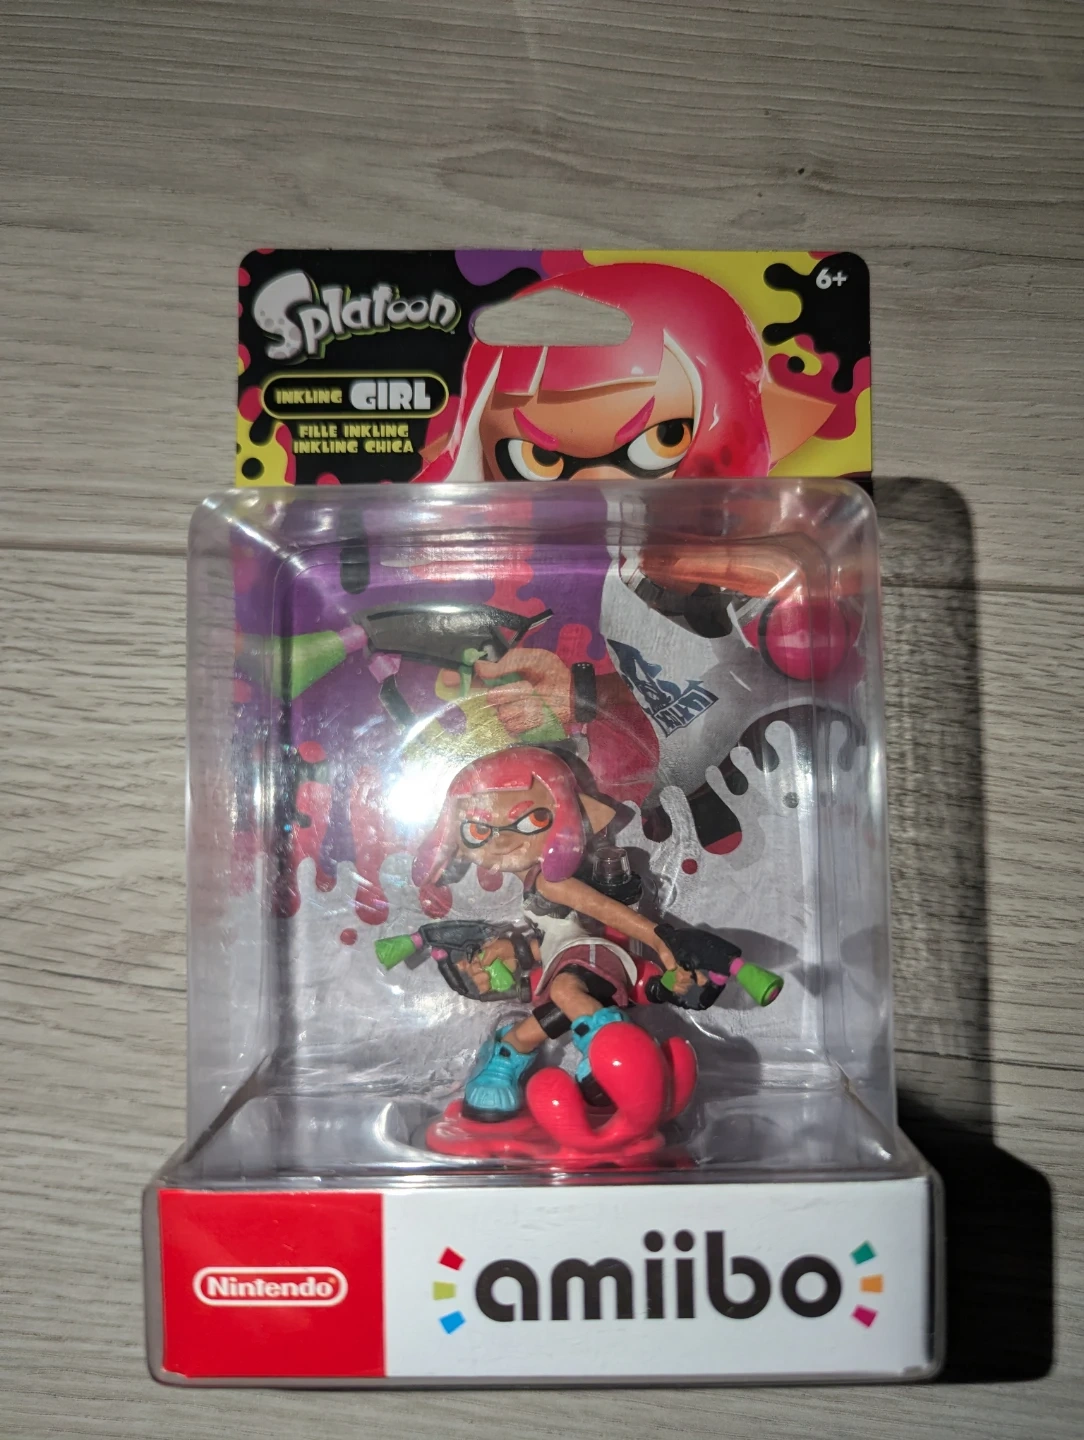 Splatoon
6+
INKLING GIRL
FILLE INKLING
INKLING CHICA
Nintendo
amiibo